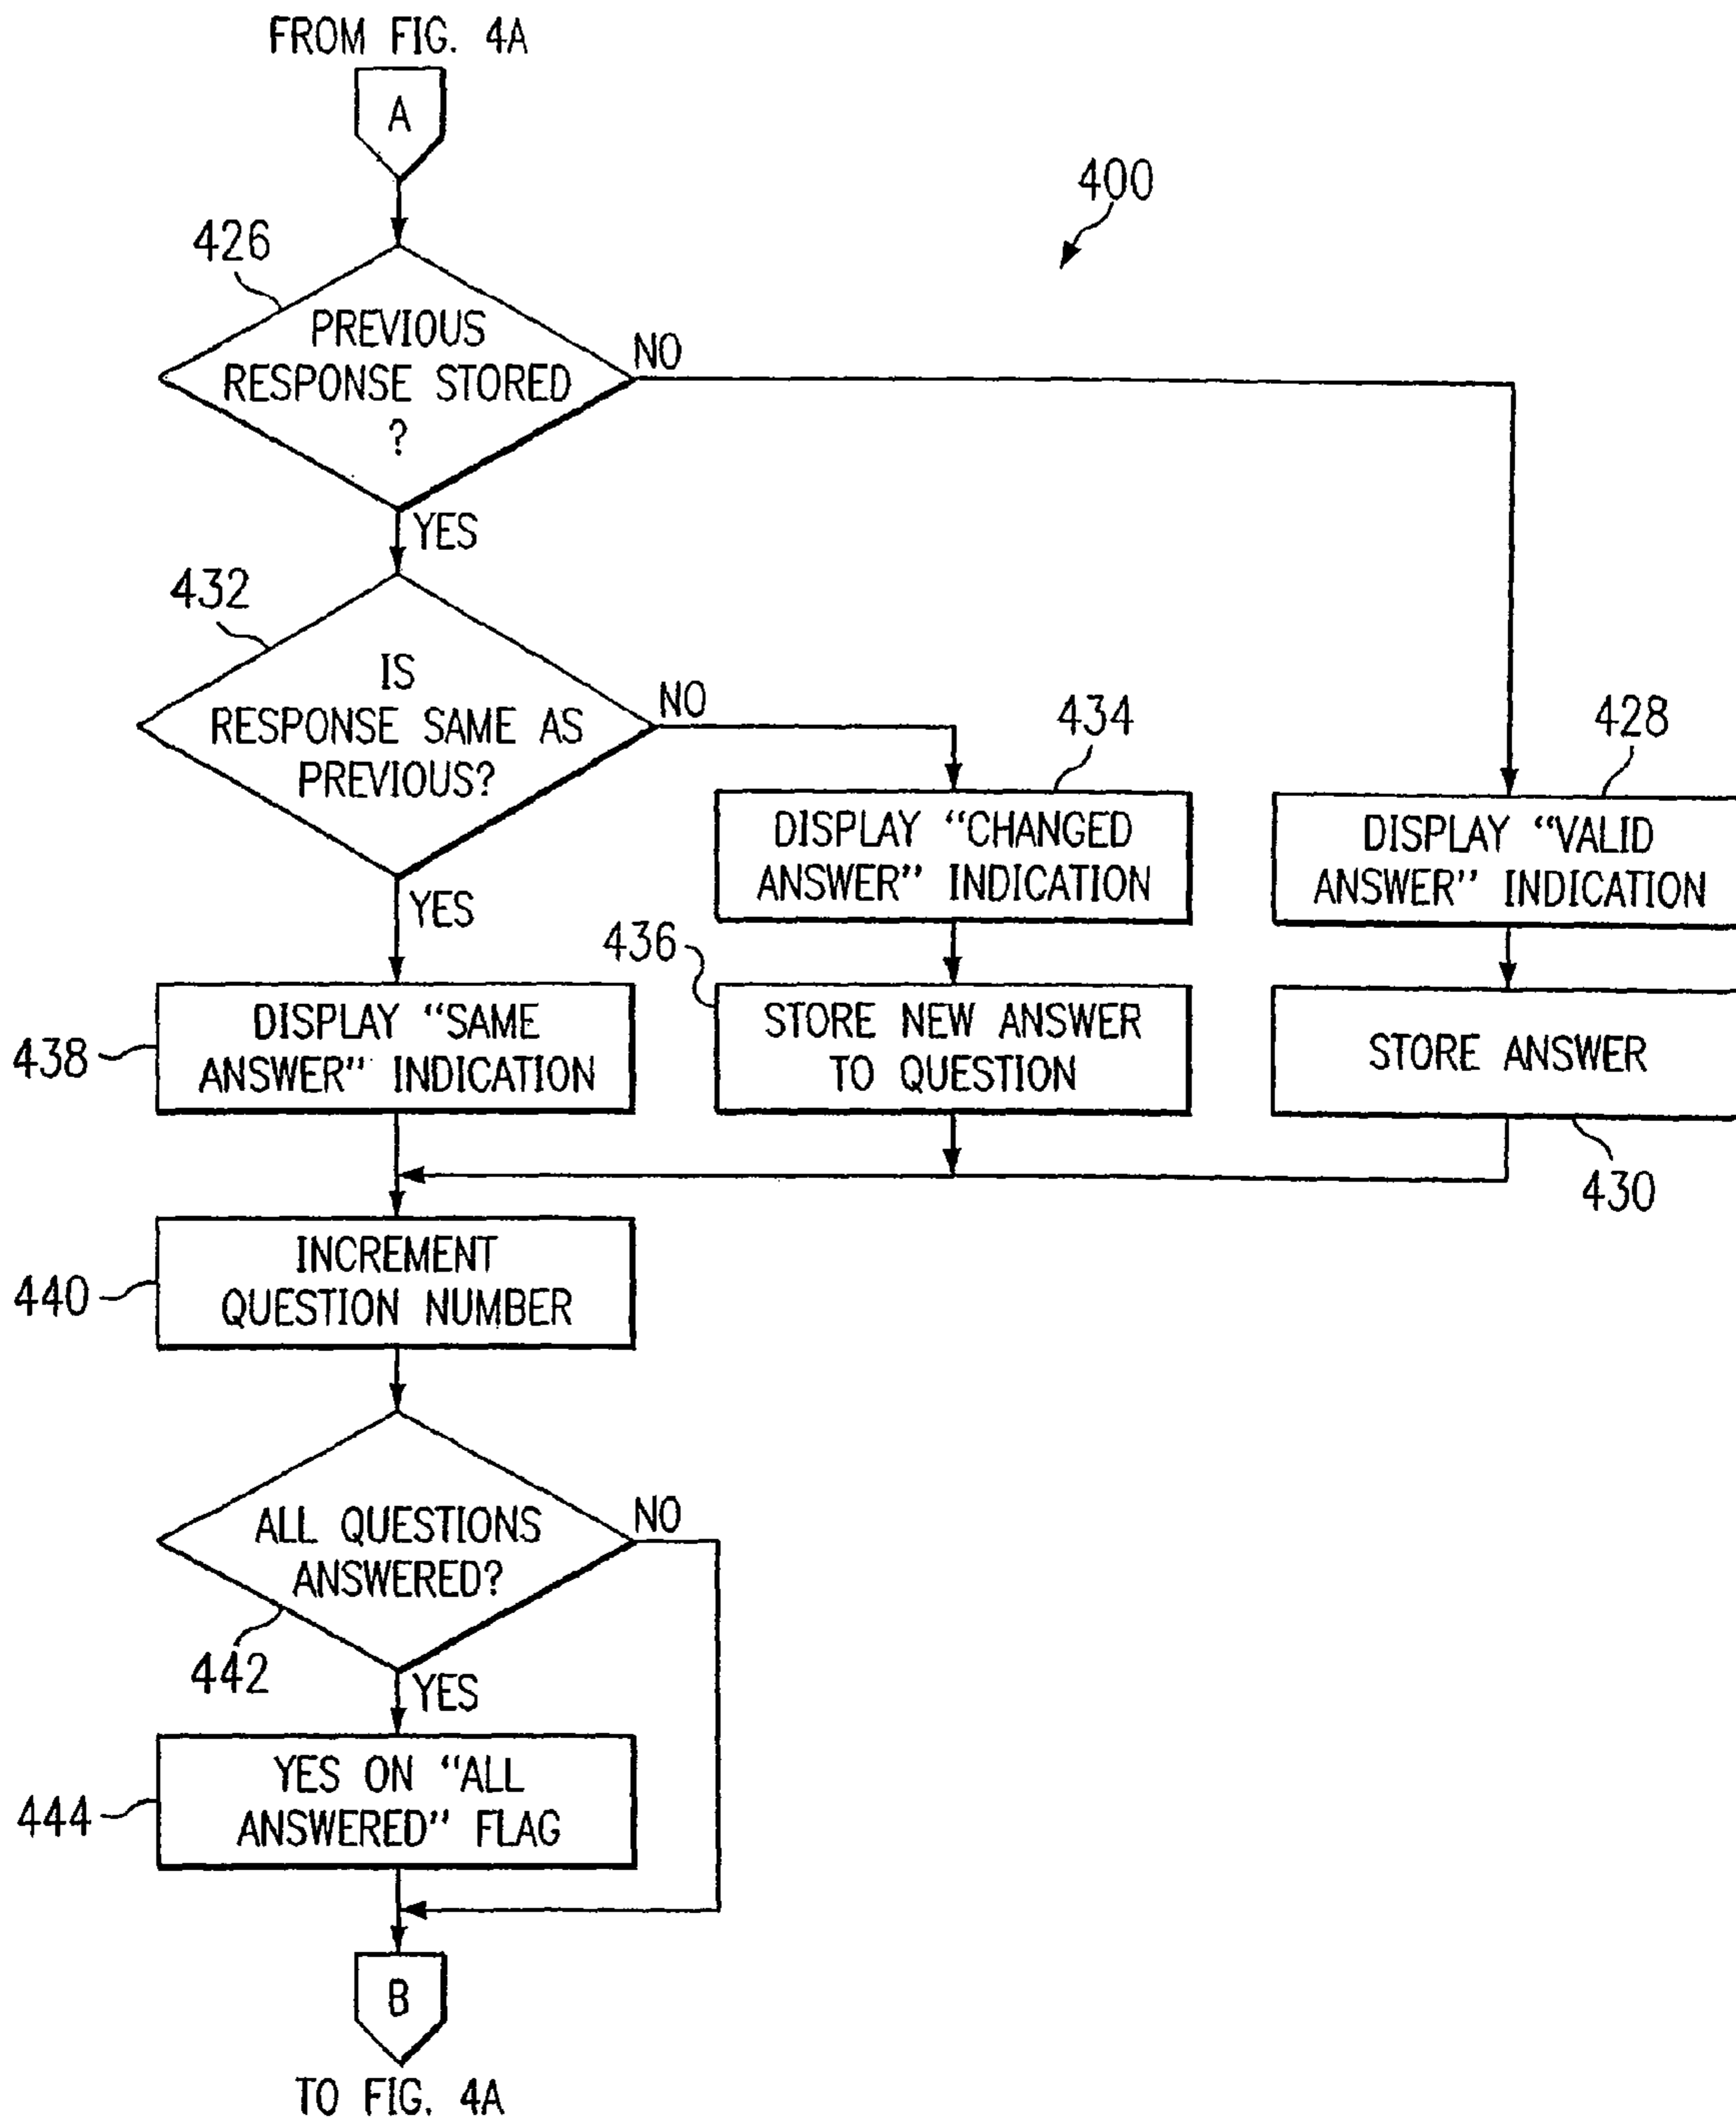 FROM FIG. 4A
A
400
426
PREVIOUS
RESPONSE STORED
?
NO
YES
432
IS
RESPONSE SAME AS
PREVIOUS?
NO
YES
434
DISPLAY “CHANGED
ANSWER” INDICATION
428
DISPLAY “VALID
ANSWER” INDICATION
438
DISPLAY “SAME
ANSWER” INDICATION
436
STORE NEW ANSWER
TO QUESTION
STORE ANSWER
430
440
INCREMENT
QUESTION NUMBER
ALL QUESTIONS
ANSWERED?
NO
442
YES
444
YES ON “ALL
ANSWERED” FLAG
B
TO FIG. 4A